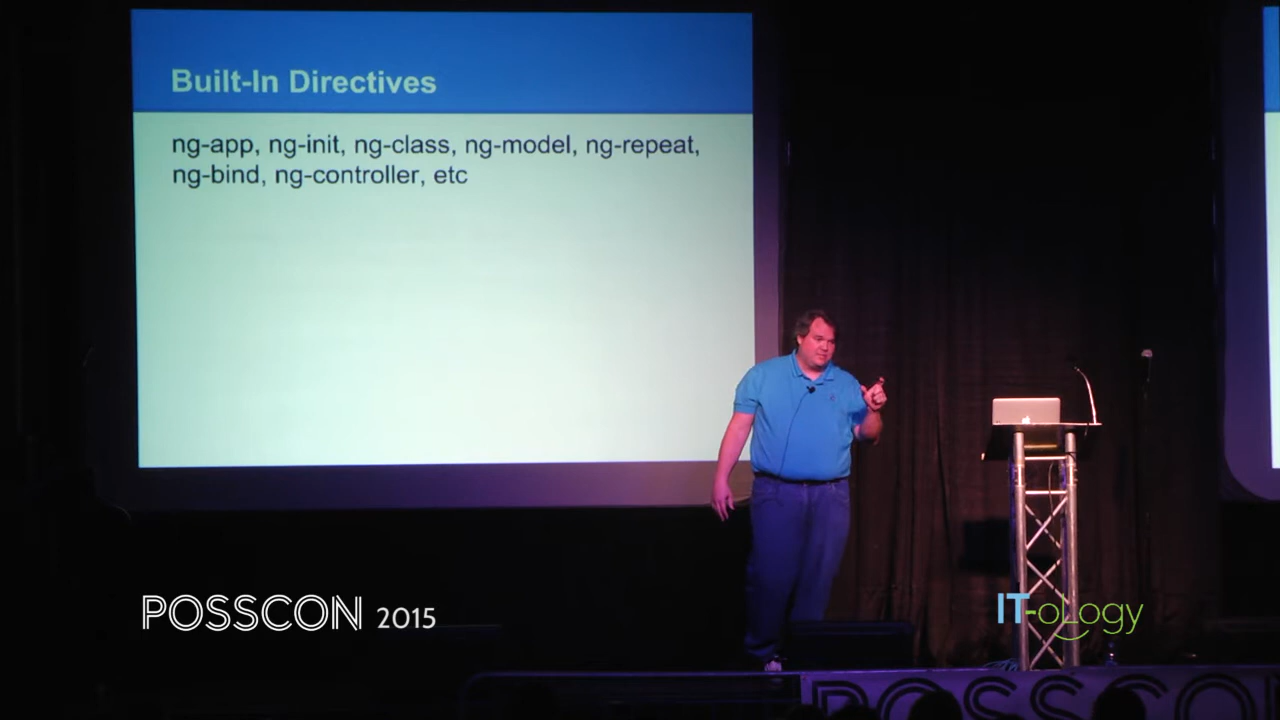 Built-In Directives
ng-app, ng-init, ng-class, ng-model, ng-repeat,
ng-bind, ng-controller, etc
POSSCON 2015
IT-oLogy
POSSCO